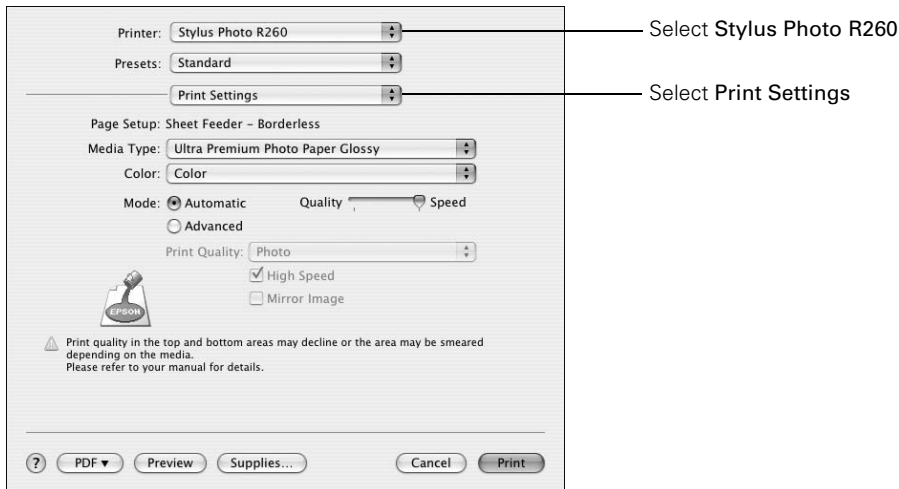 Printer: Stylus Photo R260
Select Stylus Photo R260
Presets: Standard
Print Settings
Select Print Settings
Page Setup: Sheet Feeder – Borderless
Media Type: Ultra Premium Photo Paper Glossy
Color: Color
Mode: Automatic Quality Speed
Advanced
Print Quality: Photo
High Speed
Mirror Image
EPSON
Print quality in the top and bottom areas may decline or the area may be smeared
depending on the media.
Please refer to your manual for details.
? PDF ▼ Preview Supplies... Cancel Print